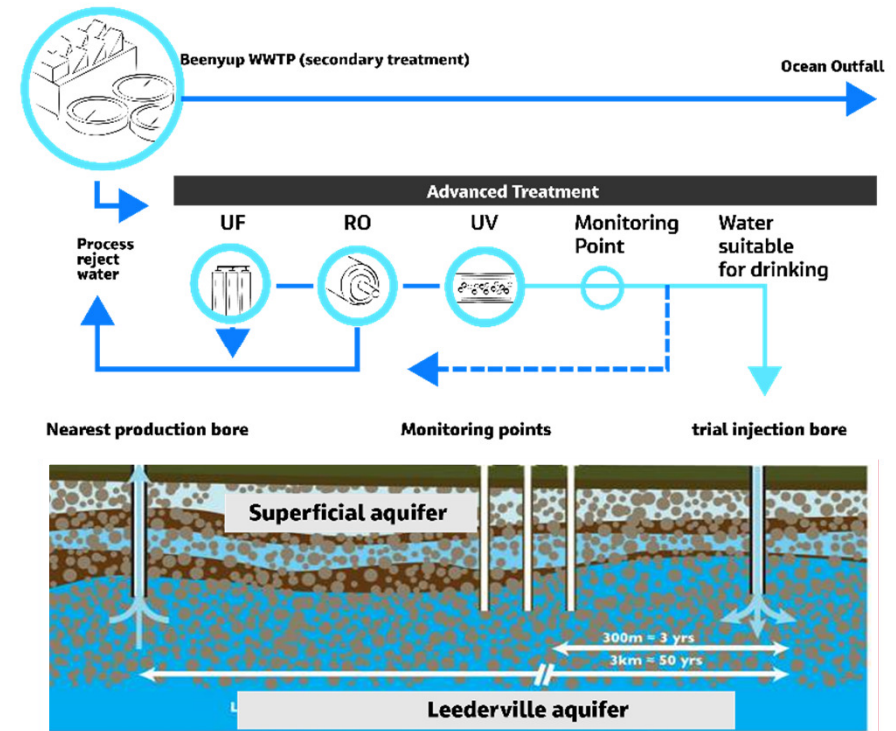 Beenyup WWTP (secondary treatment)
Ocean Outfall
Advanced Treatment
UF
RO
UV
Monitoring
Point
Water
suitable
for drinking
Process
reject
water
Nearest production bore
Monitoring points
trial injection bore
Superficial aquifer
300m = 3 yrs
3km = 50 yrs
L
Leederville aquifer